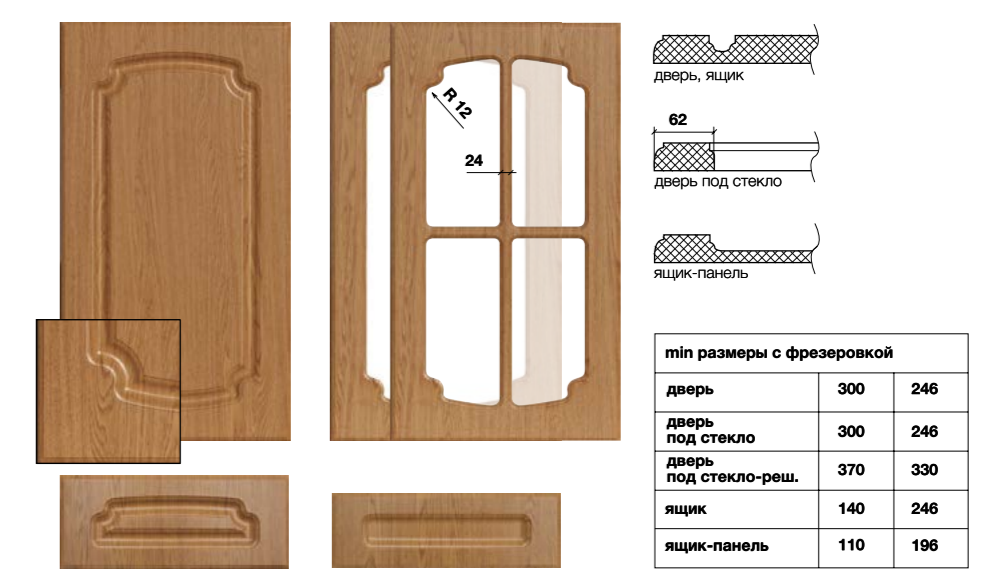 R 12
24
дверь, ящик
62
дверь под стекло
ящик-панель
min размеры с фрезеровкой
дверь 300 246
дверь
под стекло 300 246
дверь
под стекло-реш. 370 330
ящик 140 246
ящик-панель 110 196